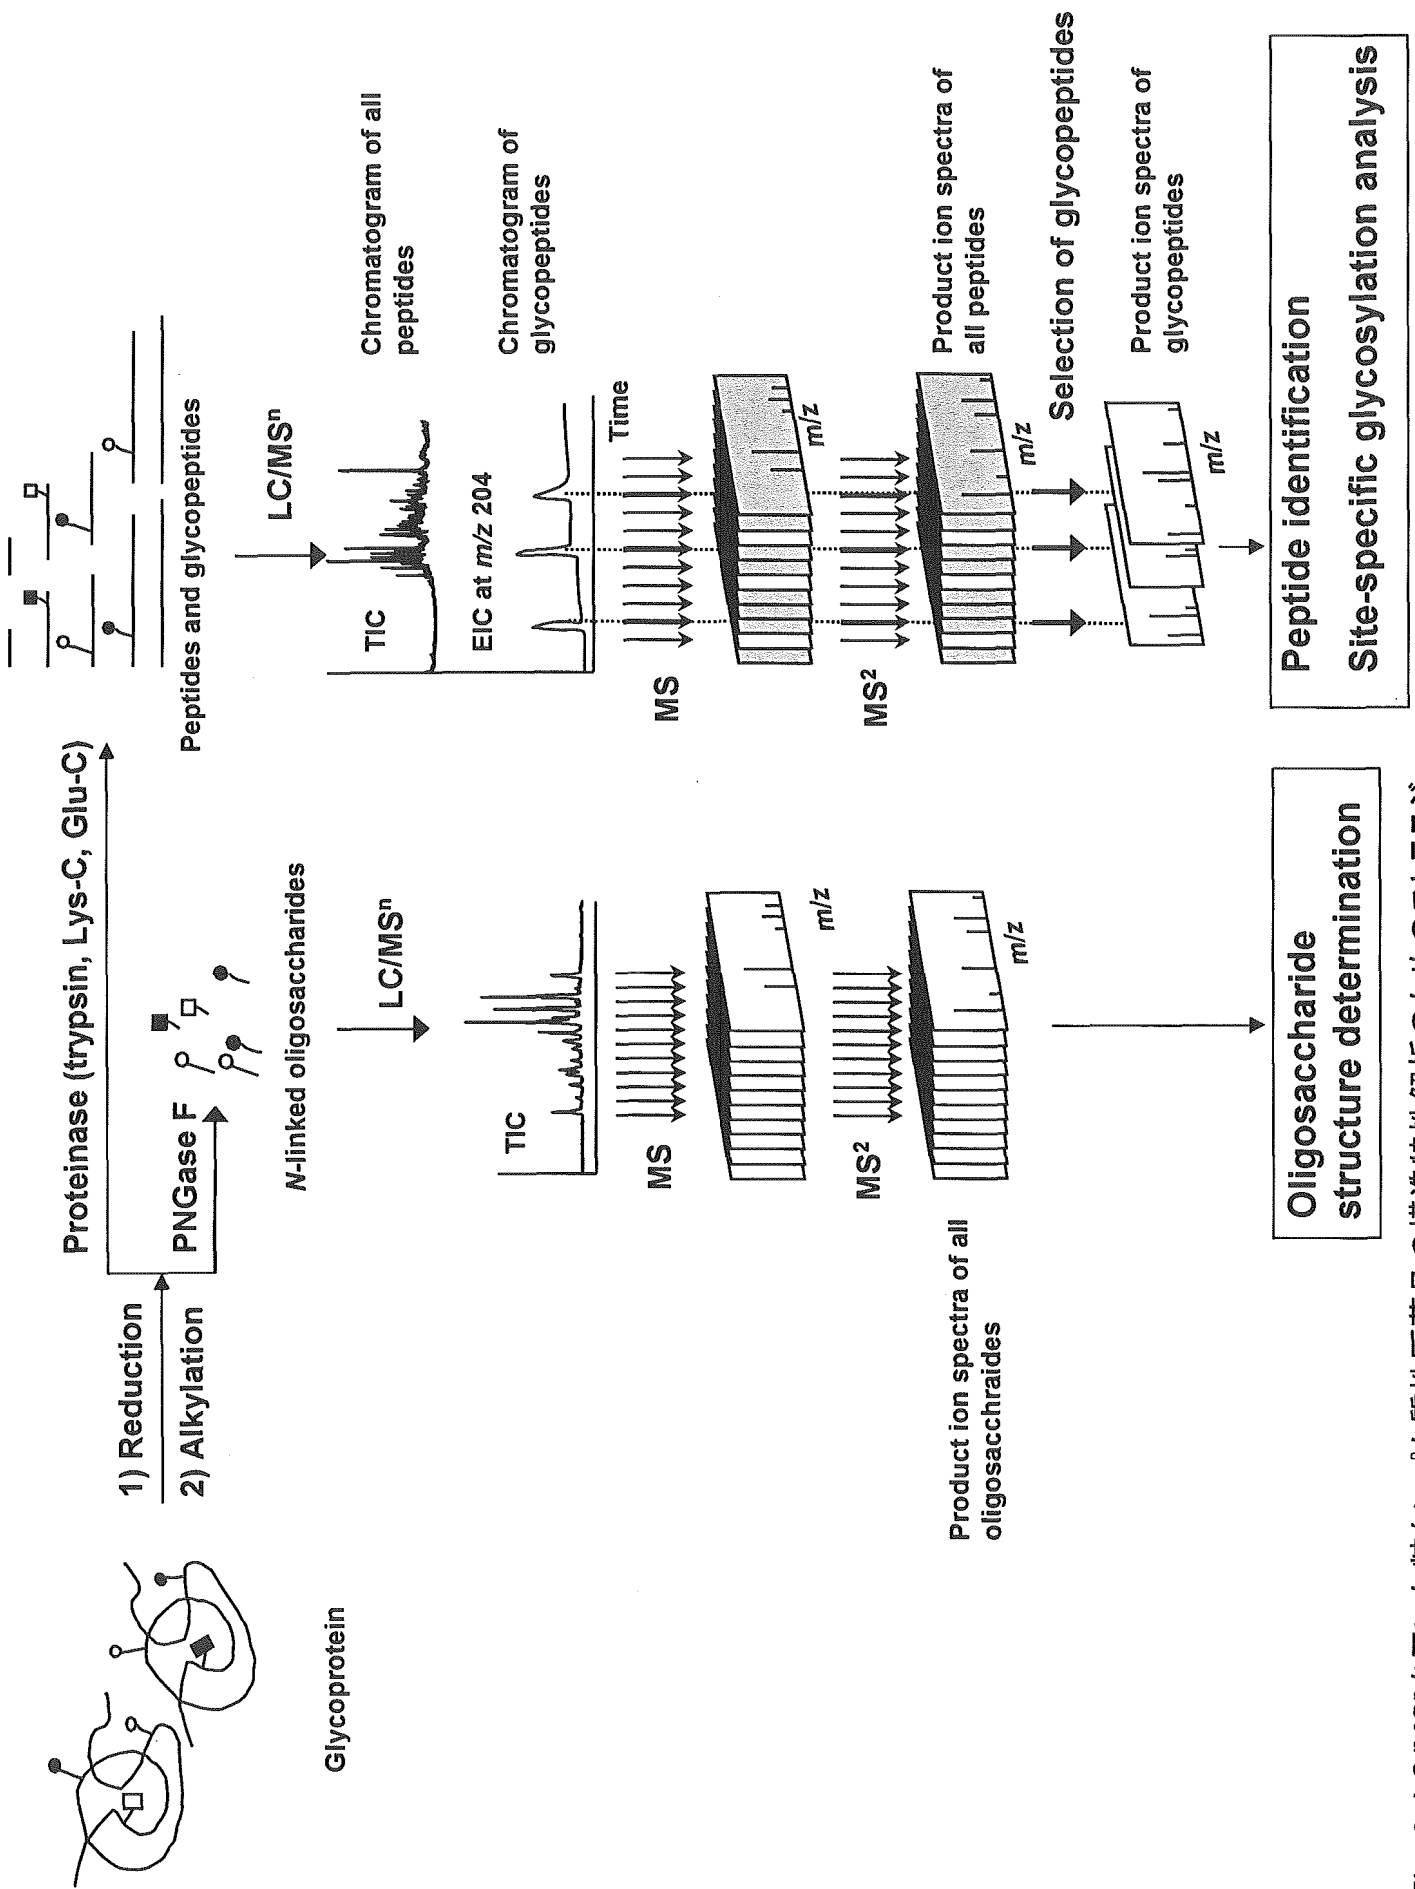 Glycoprotein
1) Reduction
2) Alkylation
Proteinase (trypsin, Lys-C, Glu-C)
PNGase F
N-linked oligosaccharides
LC/MSⁿ
TIC
MS
m/z
MS²
m/z
Product ion spectra of all
oligosacchraides
Oligosaccharide
structure determination
Peptides and glycopeptides
LC/MSⁿ
TIC
Chromatogram of all
peptides
EIC at m/z 204
Chromatogram of
glycopeptides
Time
MS
m/z
MS²
m/z
Product ion spectra of
all peptides
Selection of glycopeptides
m/z
Product ion spectra of
glycopeptides
Peptide identification
Site-specific glycosylation analysis